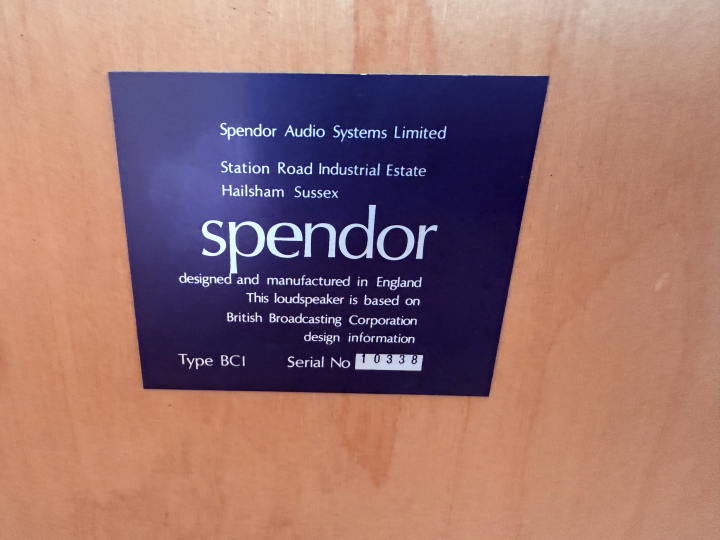 Spendor Audio Systems Limited
Station Road Industrial Estate
Hailsham Sussex
spendor
designed and manufactured in England
This loudspeaker is based on
British Broadcasting Corporation
design information
Type BC1 Serial No 10338